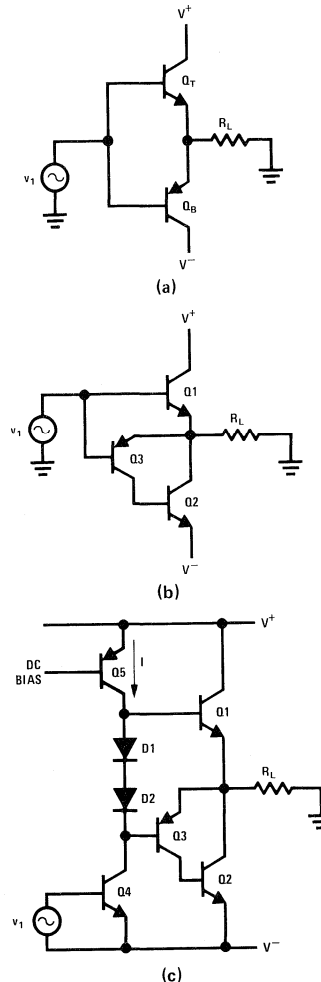 V+
QT
RL
v1
QB
V−
(a)
V+
Q1
RL
v1
Q3
Q2
V−
(b)
V+
Q5
I
DC
BIAS
Q1
D1
RL
D2
Q3
Q4
Q2
v1
V−
(c)